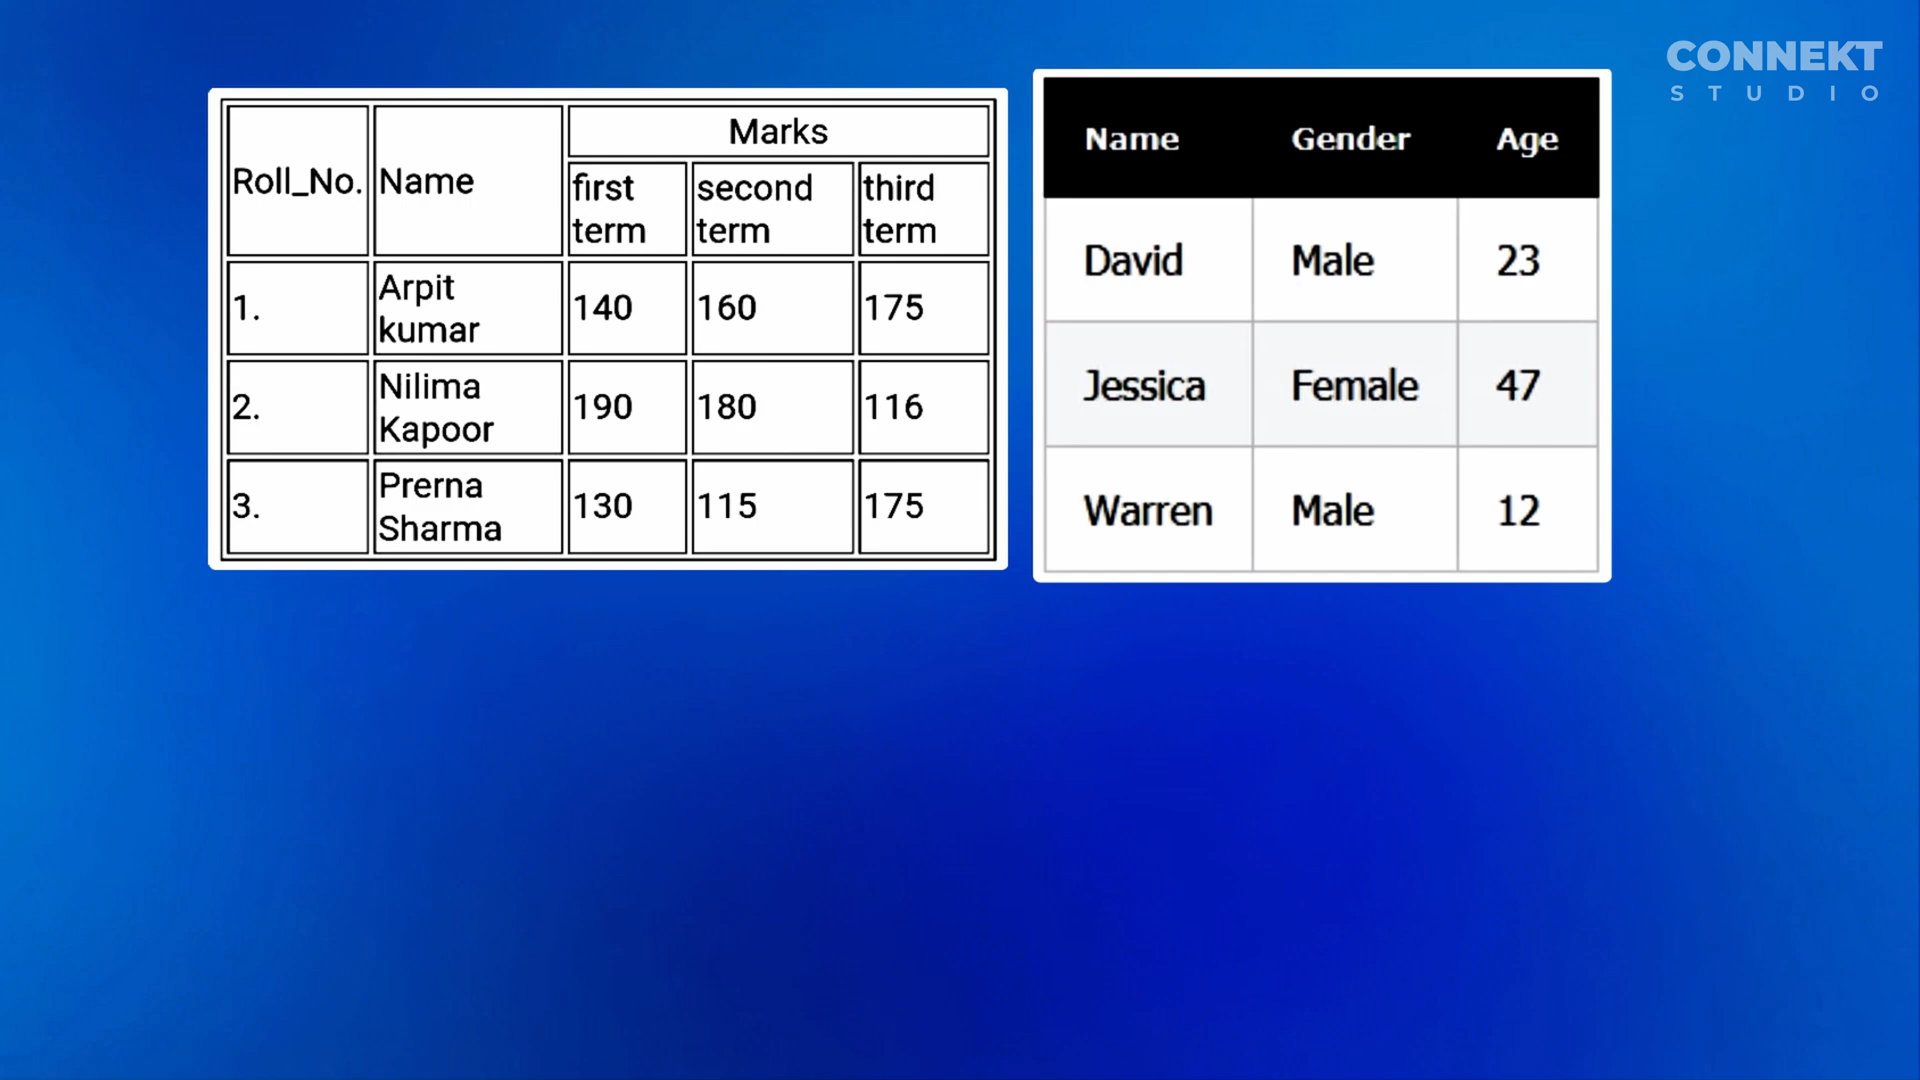 CONNEKT
STUDIO
Roll_No. Name Marks
first term second term third term
1. Arpit kumar 140 160 175
2. Nilima Kapoor 190 180 116
3. Prerna Sharma 130 115 175
Name Gender Age
David Male 23
Jessica Female 47
Warren Male 12